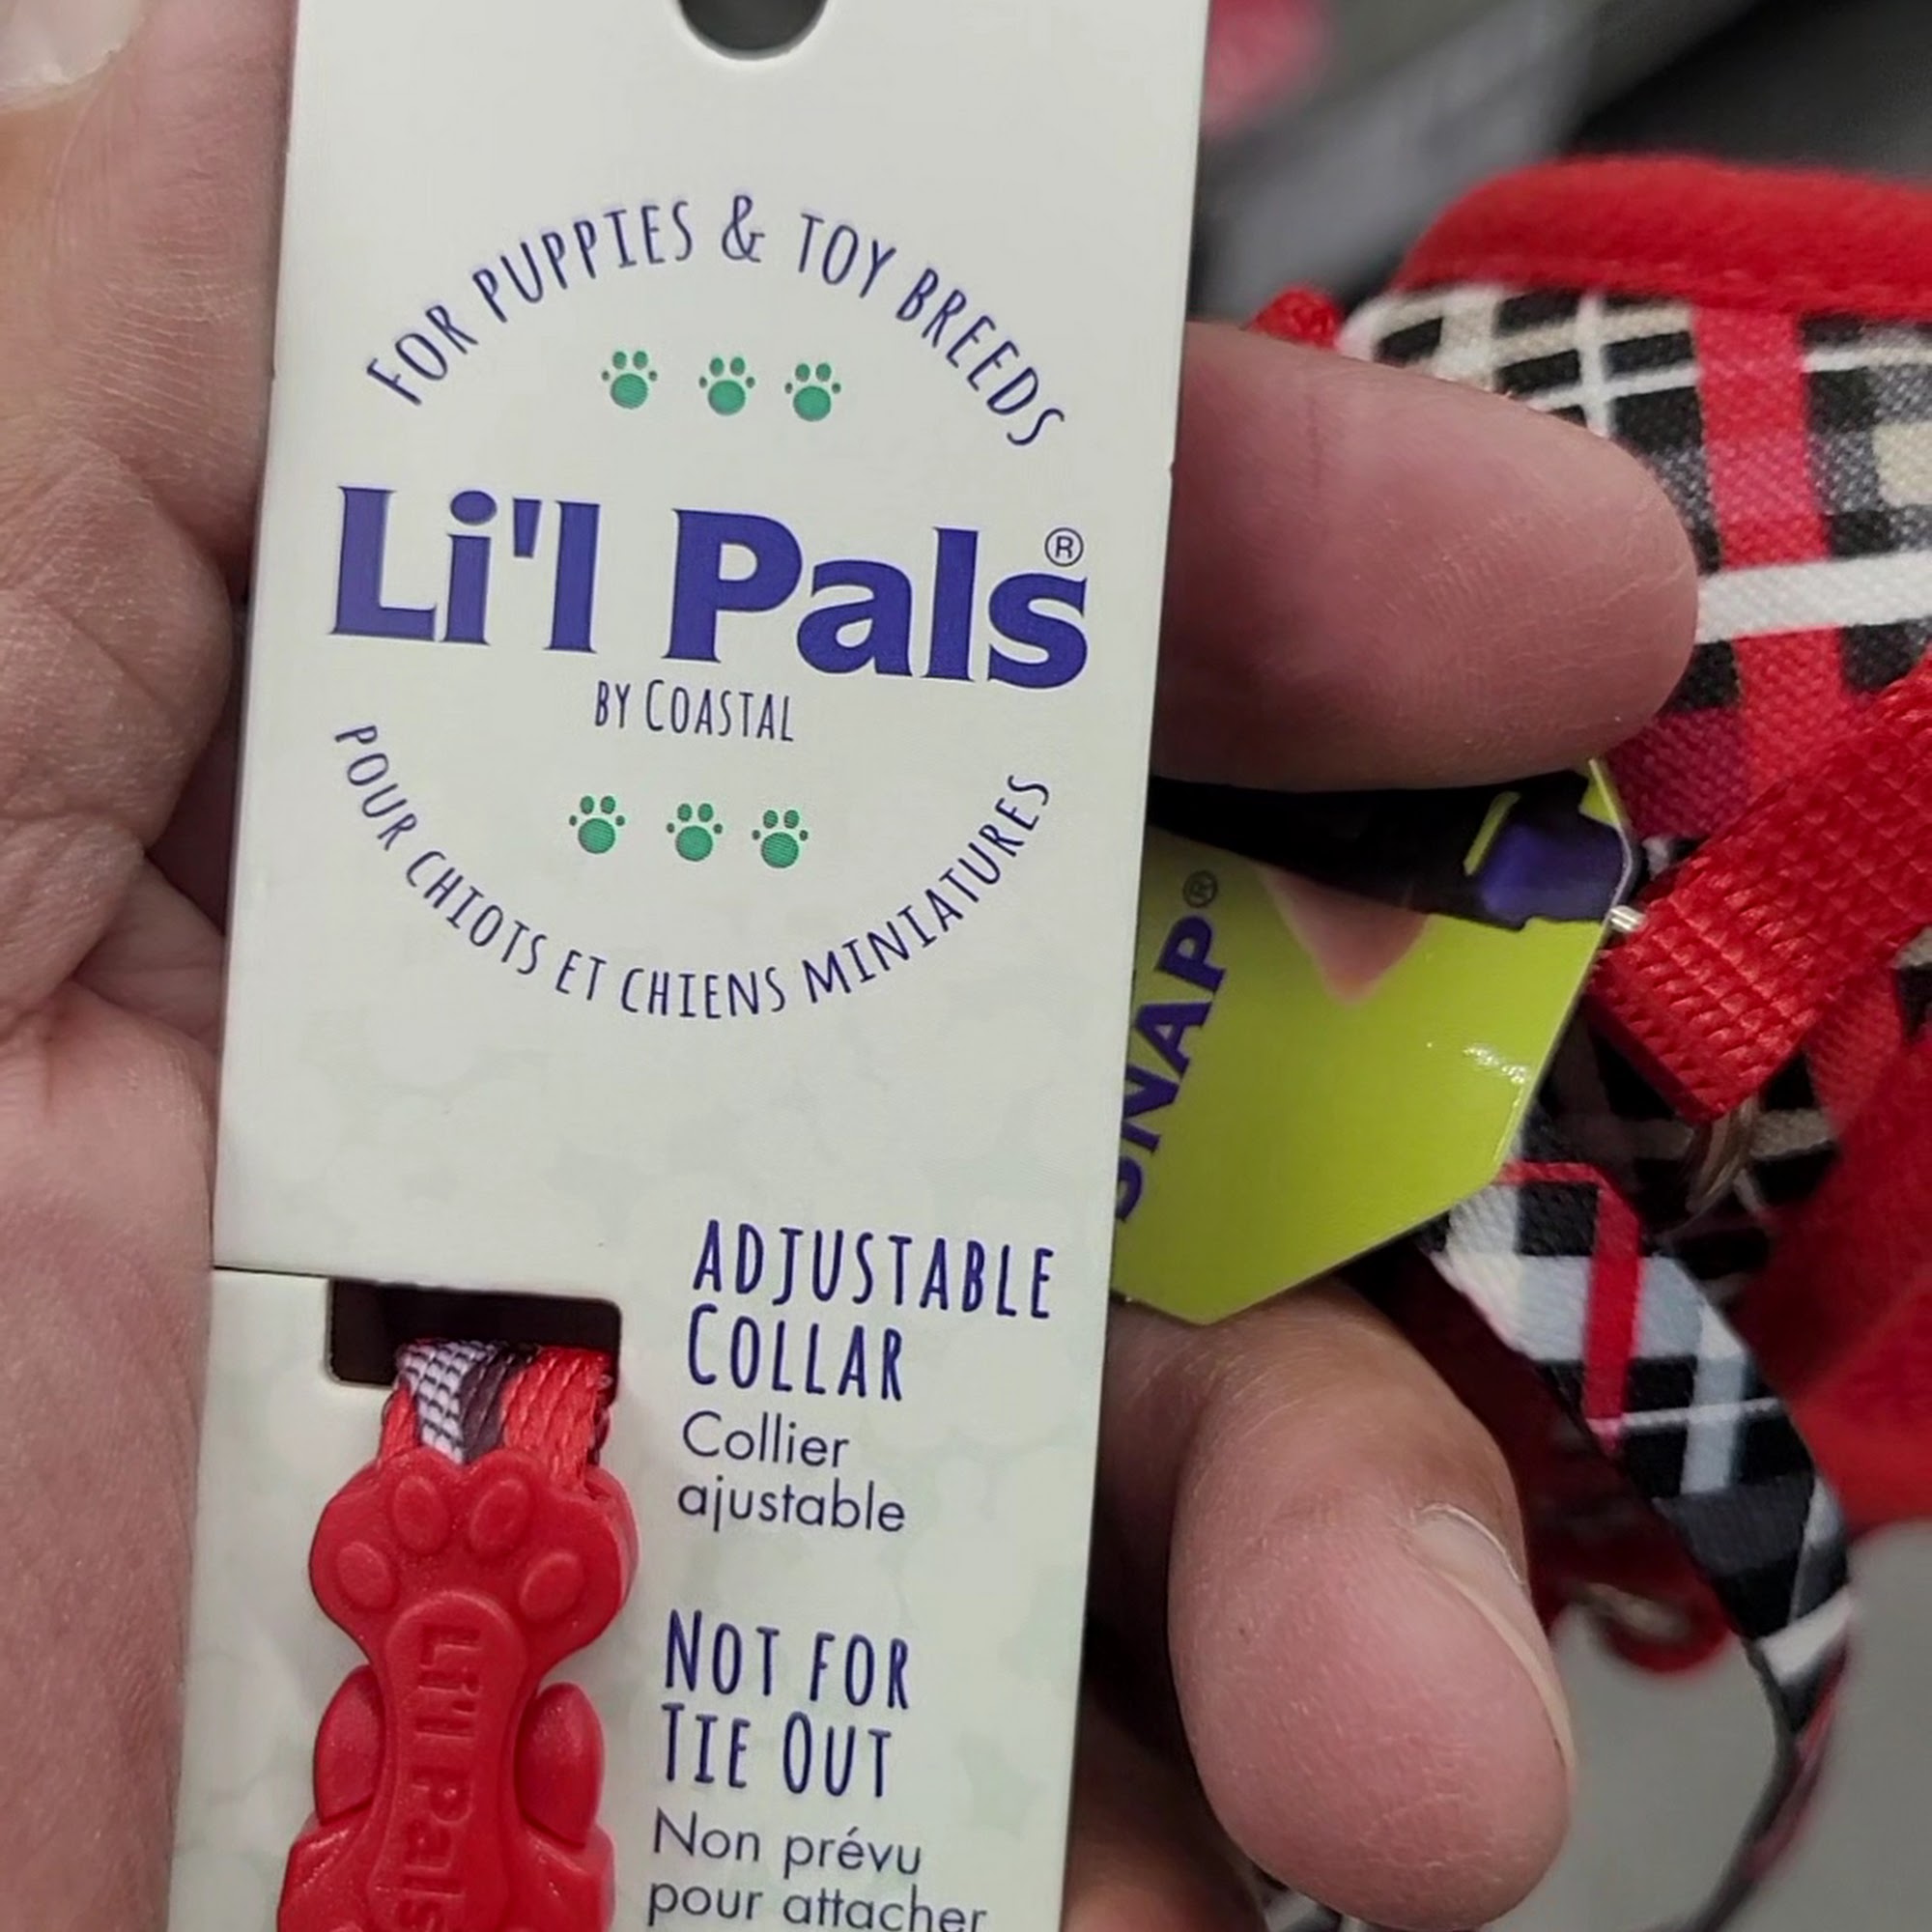 FOR PUPPIES & TOY BREEDS
Li'l Pals®
BY COASTAL
POUR CHIOTS ET CHIENS MINIATURES
SNAP®
ADJUSTABLE
COLLAR
Collier
ajustable
NOT FOR
TIE OUT
Non prévu
pour attacher
Li'l Pals